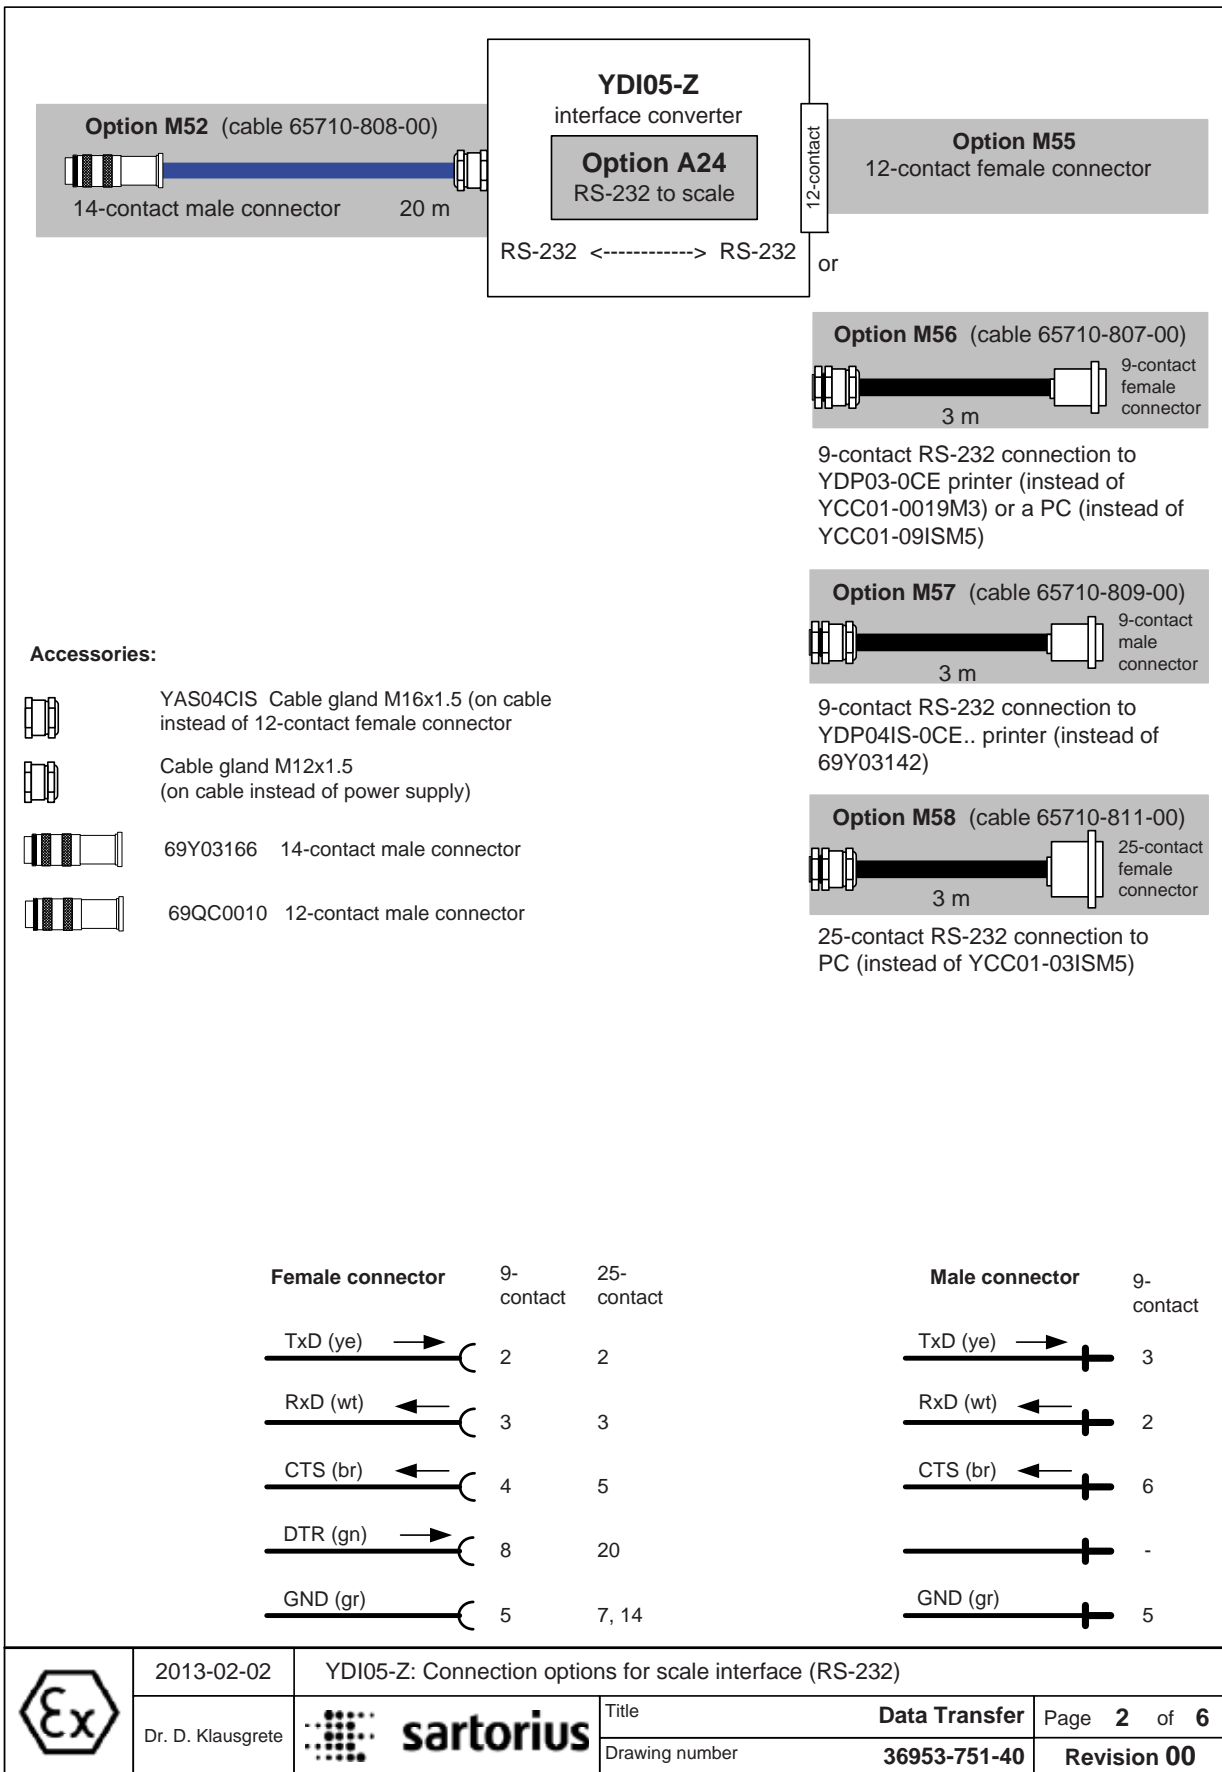 YDI05-Z
interface converter
Option A24
RS-232 to scale
RS-232 <------------> RS-232
Option M52 (cable 65710-808-00)
14-contact male connector 20 m
12-contact
Option M55
12-contact female connector
or
Option M56 (cable 65710-807-00)
9-contact
female
connector
3 m
9-contact RS-232 connection to
YDP03-0CE printer (instead of
YCC01-0019M3) or a PC (instead of
YCC01-09ISM5)
Option M57 (cable 65710-809-00)
9-contact
male
connector
3 m
9-contact RS-232 connection to
YDP04IS-0CE.. printer (instead of
69Y03142)
Option M58 (cable 65710-811-00)
25-contact
female
connector
3 m
25-contact RS-232 connection to
PC (instead of YCC01-03ISM5)
Accessories:
YAS04CIS Cable gland M16x1.5 (on cable
instead of 12-contact female connector
Cable gland M12x1.5
(on cable instead of power supply)
69Y03166 14-contact male connector
69QC0010 12-contact male connector
Female connector 9-
contact 25-
contact
TxD (ye) 2 2
RxD (wt) 3 3
CTS (br) 4 5
DTR (gn) 8 20
GND (gr) 5 7, 14
Male connector 9-
contact
TxD (ye) 3
RxD (wt) 2
CTS (br) 6
-
GND (gr) 5
Ex
2013-02-02
YDI05-Z: Connection options for scale interface (RS-232)
Dr. D. Klausgrete
sartorius
Title Data Transfer
Page 2 of 6
Drawing number 36953-751-40
Revision 00